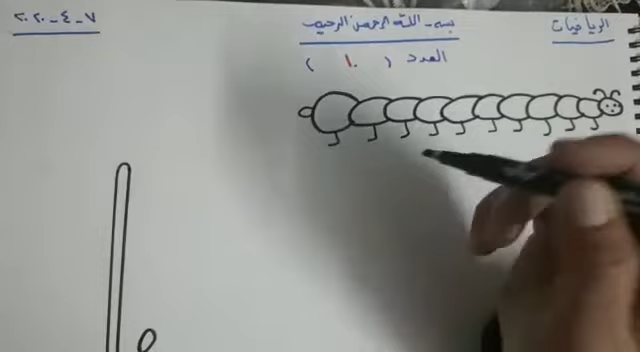 الرياضيات
بسم الله الرحمن الرحيم
٧-٤-٢٠٢٠
العدد ( ١٠ )